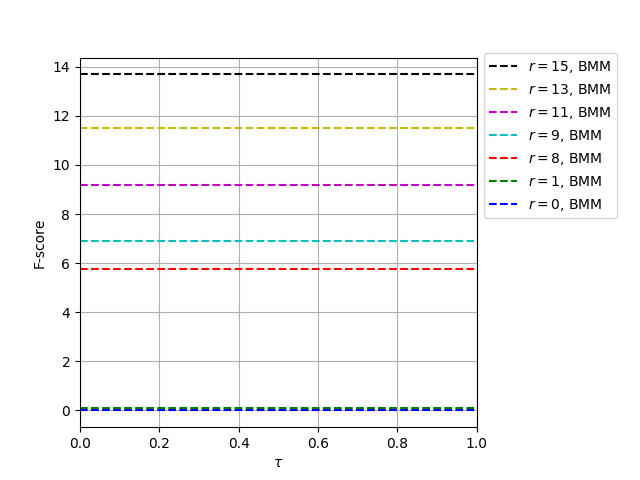 14
12
10
8
6
4
2
0
F-score
0.0 0.2 0.4 0.6 0.8 1.0
τ
r = 15, BMM
r = 13, BMM
r = 11, BMM
r = 9, BMM
r = 8, BMM
r = 1, BMM
r = 0, BMM